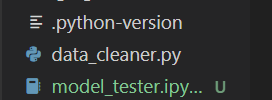 .python-version
data_cleaner.py
model_tester.ipy... U